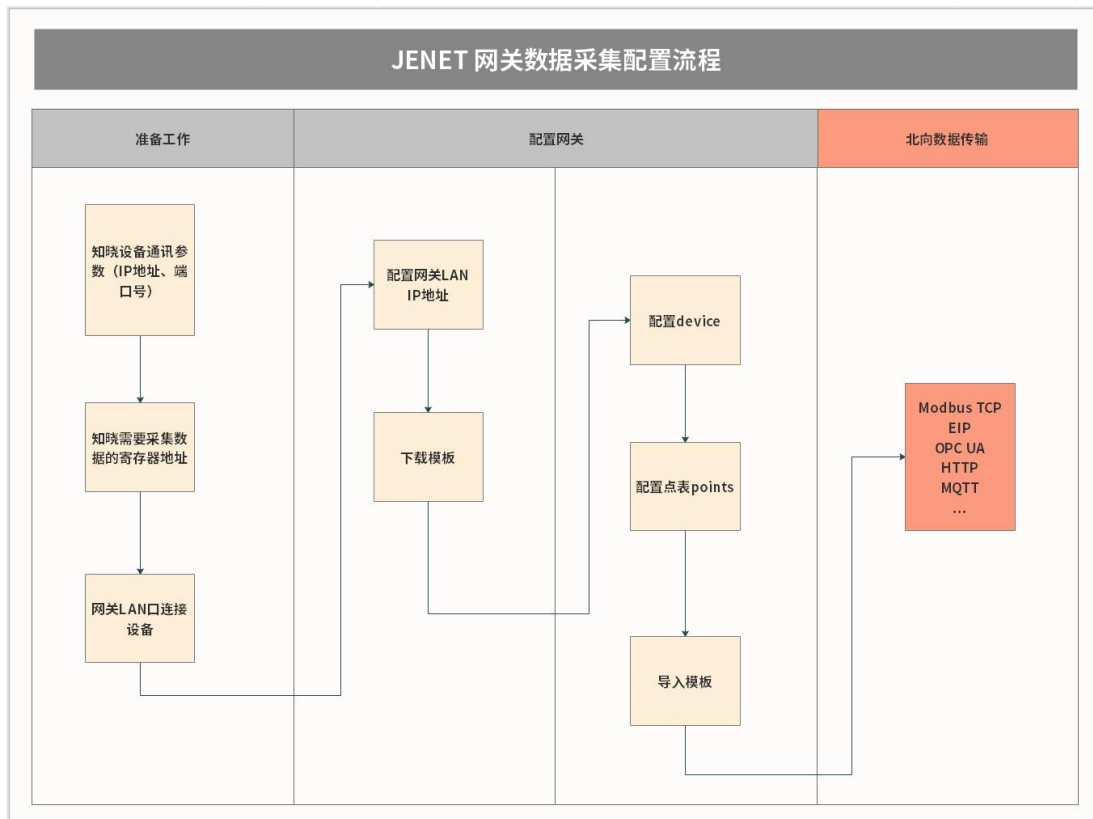 JENET 网关数据采集配置流程
准备工作
配置网关
北向数据传输
知晓设备通讯参
数（IP地址、端
口号）
知晓需要采集数
据的寄存器地址
网关LAN口连接
设备
配置网关LAN
IP地址
下载模板
配置device
配置点表points
导入模板
Modbus TCP
EIP
OPC UA
HTTP
MQTT
...